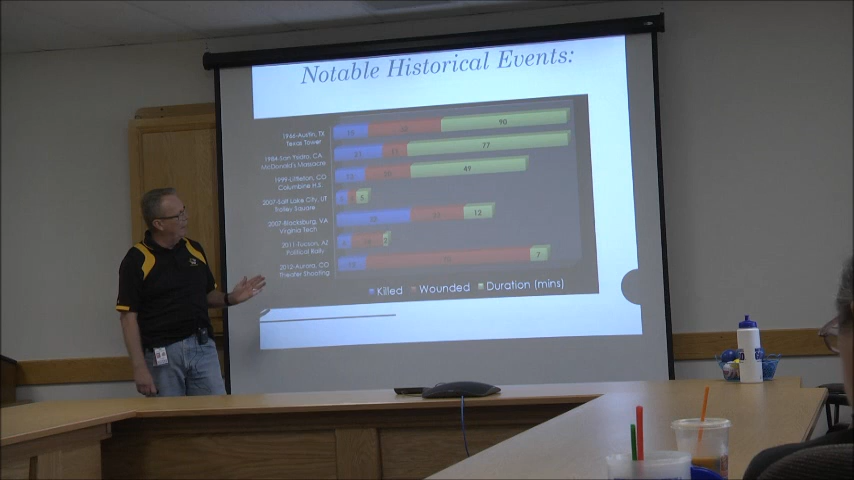 Notable Historical Events:
1966-Austin, TX
Texas Tower
90
1984-San Ysidro, CA
McDonald's Massacre
21
77
1999-Littleton, CO
Columbine H.S.
13
49
2007-Salt Lake City, UT
Trolley Square
2007-Blacksburg, VA
Virginia Tech
12
2011-Tucson, AZ
Political Rally
2012-Aurora, CO
Theater Shooting
7
Killed Wounded Duration (mins)